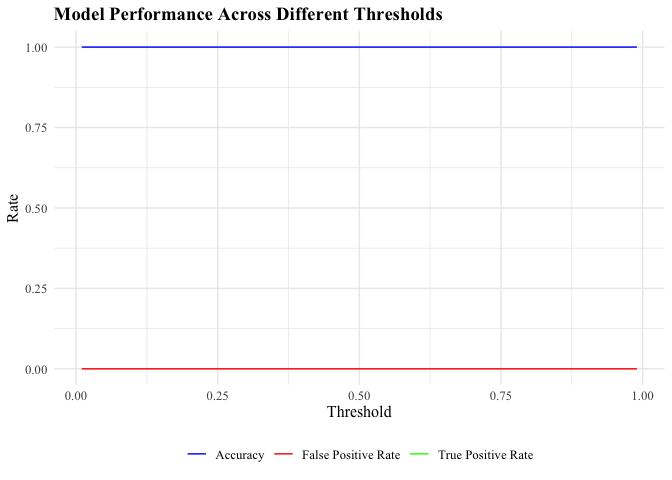 Model Performance Across Different Thresholds
1.00
0.75
0.50
0.25
0.00
Rate
0.00 0.25 0.50 0.75 1.00
Threshold
Accuracy False Positive Rate True Positive Rate